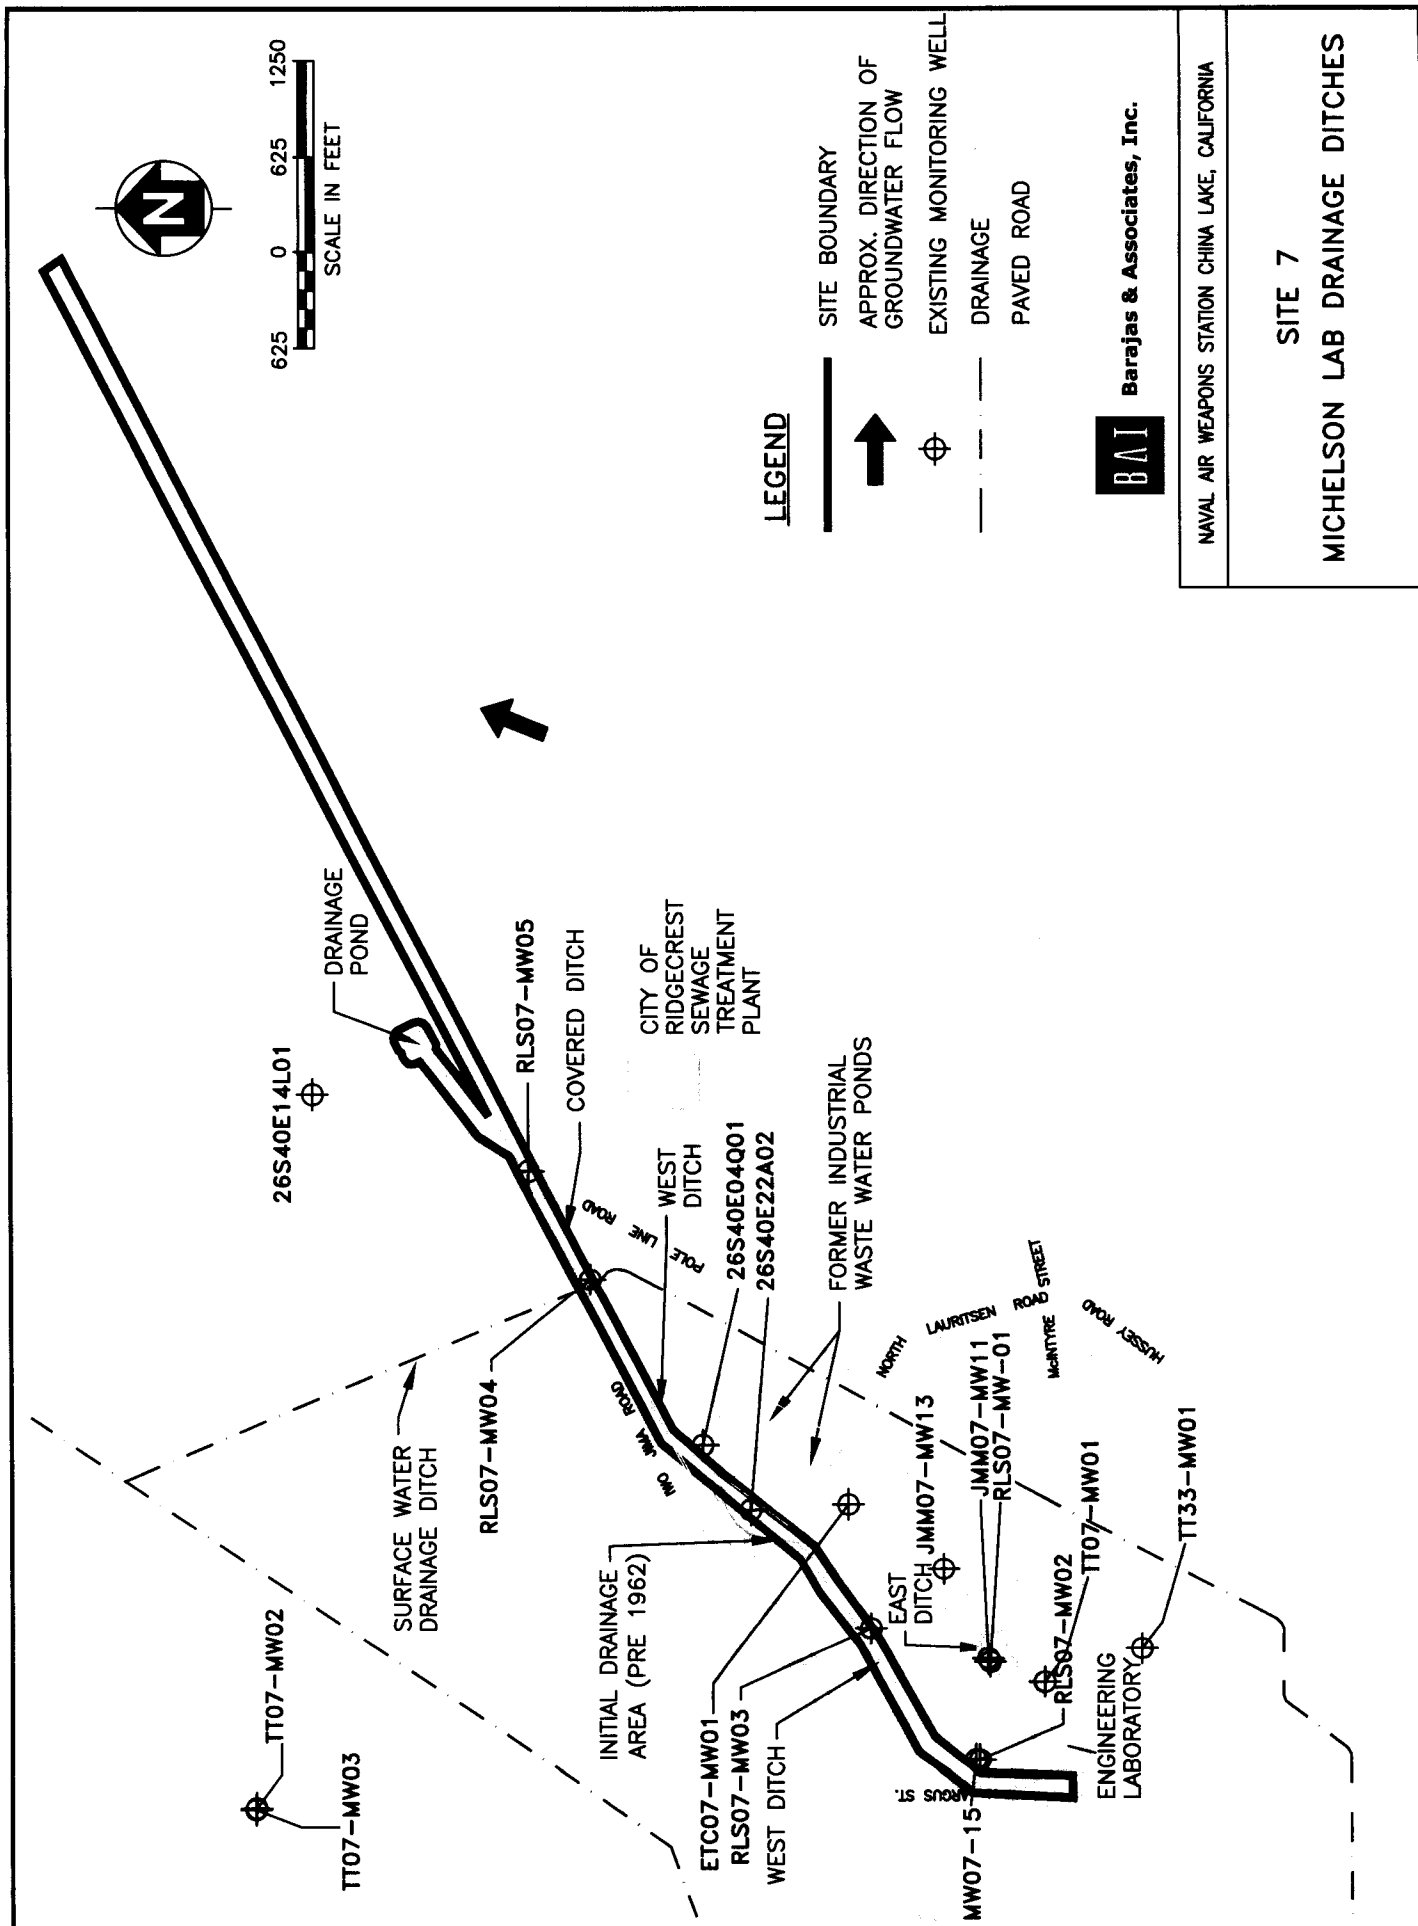 625
0
625
1250
SCALE IN FEET
N
DRAINAGE
POND
26S40E14L01
RLS07-MW05
COVERED DITCH
CITY OF
RIDGECREST
SEWAGE
TREATMENT
PLANT
WEST
DITCH
POLE LINE ROAD
26S40E04Q01
26S40E22A02
FORMER INDUSTRIAL
WASTE WATER PONDS
SURFACE WATER
DRAINAGE DITCH
RLS07-MW04
IWO JIMA ROAD
INITIAL DRAINAGE
AREA (PRE 1962)
TT07-MW02
TT07-MW03
ETC07-MW01
RLS07-MW03
WEST DITCH
EAST
DITCH
JMM07-MW13
JMM07-MW11
RLS07-MW-01
NORTH LAURITSEN ROAD
McINTYRE STREET
HUSSEY ROAD
RLS07-MW02
TT07-MW01
TT33-MW01
ENGINEERING
LABORATORY
ARGUS ST.
MW07-15
LEGEND
SITE BOUNDARY
APPROX. DIRECTION OF
GROUNDWATER FLOW
EXISTING MONITORING WELL
DRAINAGE
PAVED ROAD
BAI
Barajas & Associates, Inc.
NAVAL AIR WEAPONS STATION CHINA LAKE, CALIFORNIA
SITE 7
MICHELSON LAB DRAINAGE DITCHES